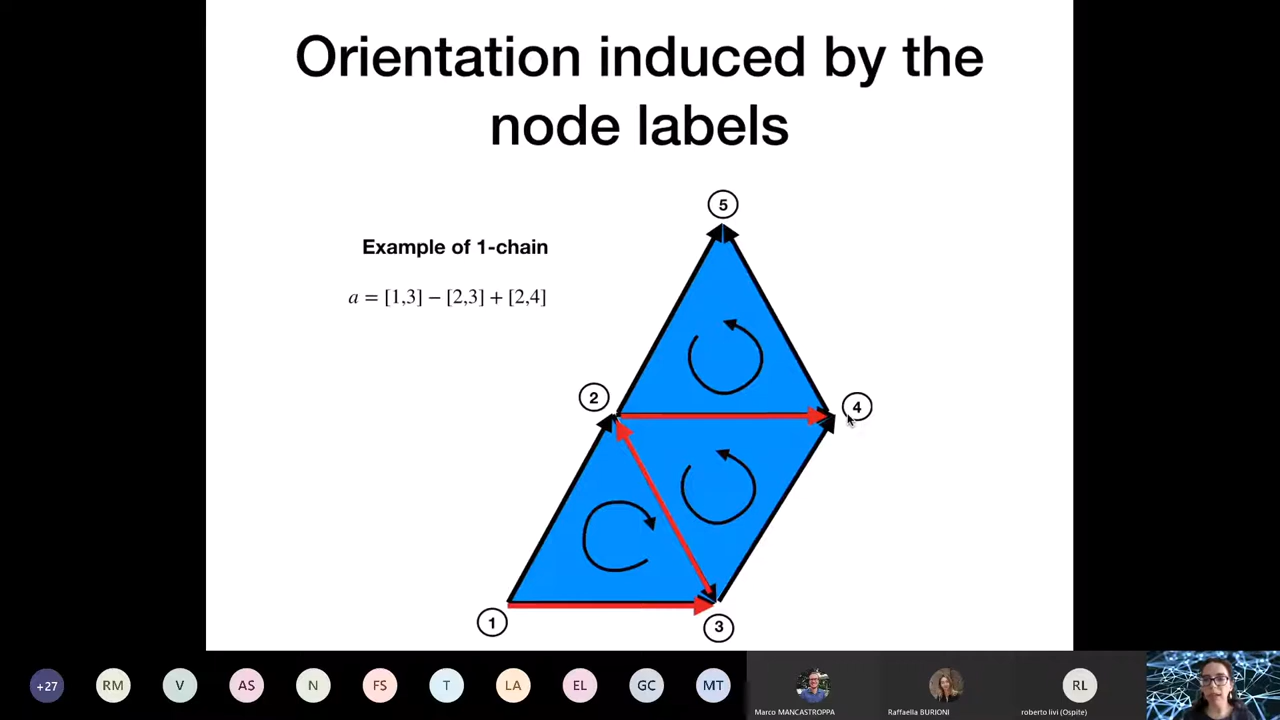 Orientation induced by the
node labels
Example of 1-chain
a = [1,3] − [2,3] + [2,4]
5
2
4
1
3
+27
RM
V
AS
N
FS
T
LA
EL
GC
MT
RL
Marco MANCASTROPPA
Raffaella BURIONI
roberto livi (Ospite)